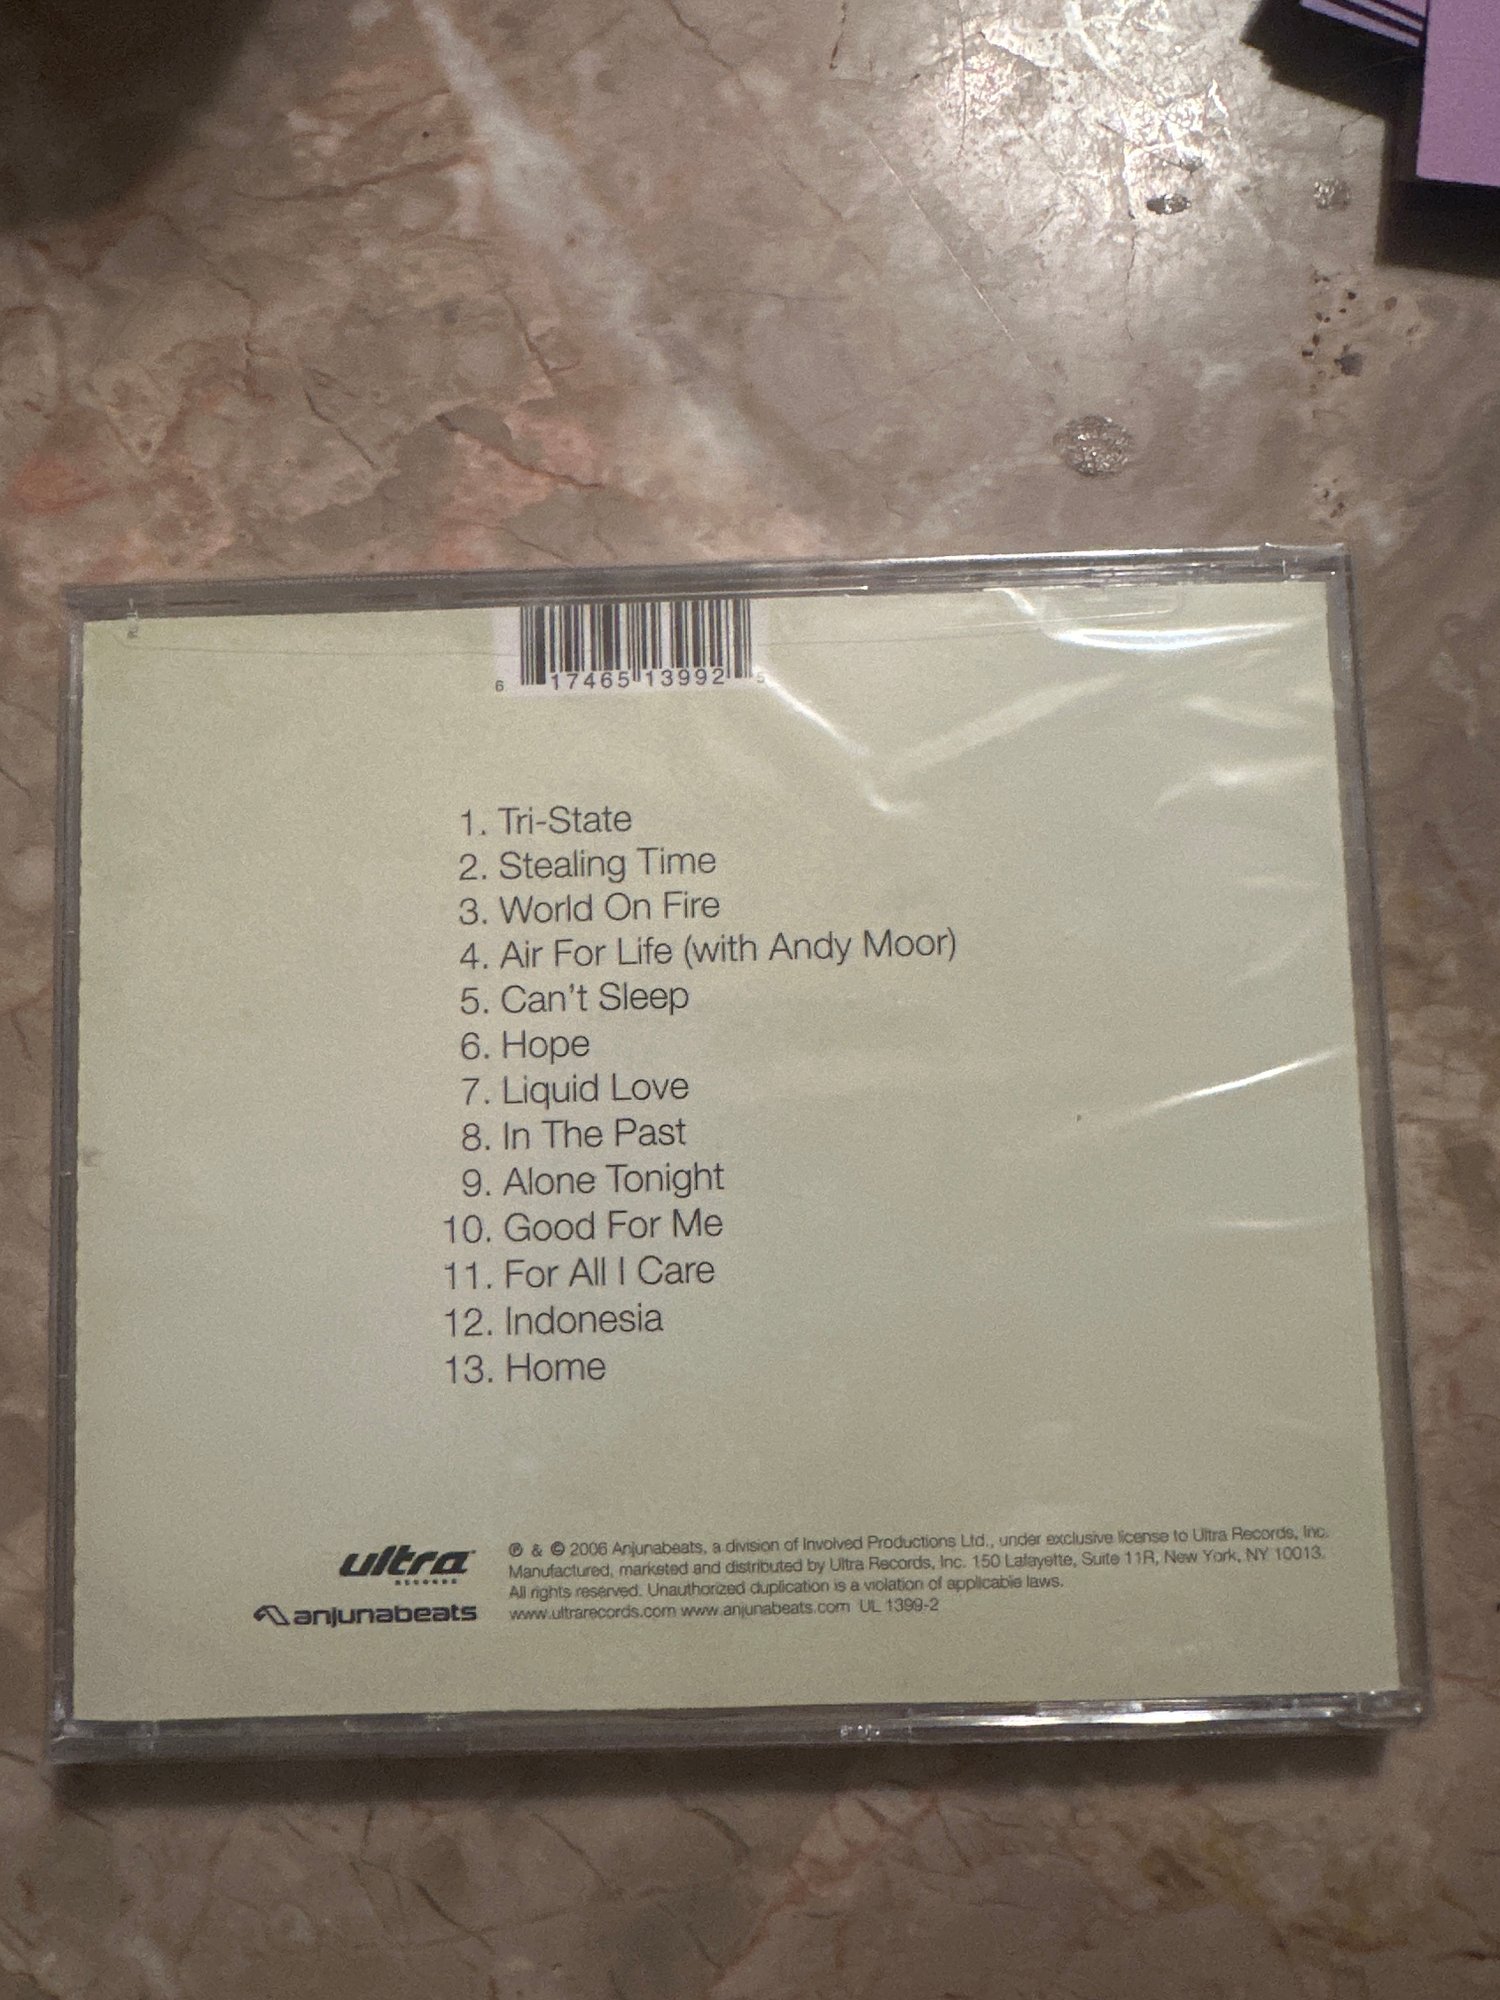 6 17465 13992 5
1. Tri-State
2. Stealing Time
3. World On Fire
4. Air For Life (with Andy Moor)
5. Can't Sleep
6. Hope
7. Liquid Love
8. In The Past
9. Alone Tonight
10. Good For Me
11. For All I Care
12. Indonesia
13. Home
ultra
RECORDS
anjunabeats
℗ & © 2006 Anjunabeats, a division of Involved Productions Ltd., under exclusive license to Ultra Records, Inc.
Manufactured, marketed and distributed by Ultra Records, Inc. 150 Lafayette, Suite 11R, New York, NY 10013.
All rights reserved. Unauthorized duplication is a violation of applicable laws.
www.ultrarecords.com www.anjunabeats.com UL 1399-2